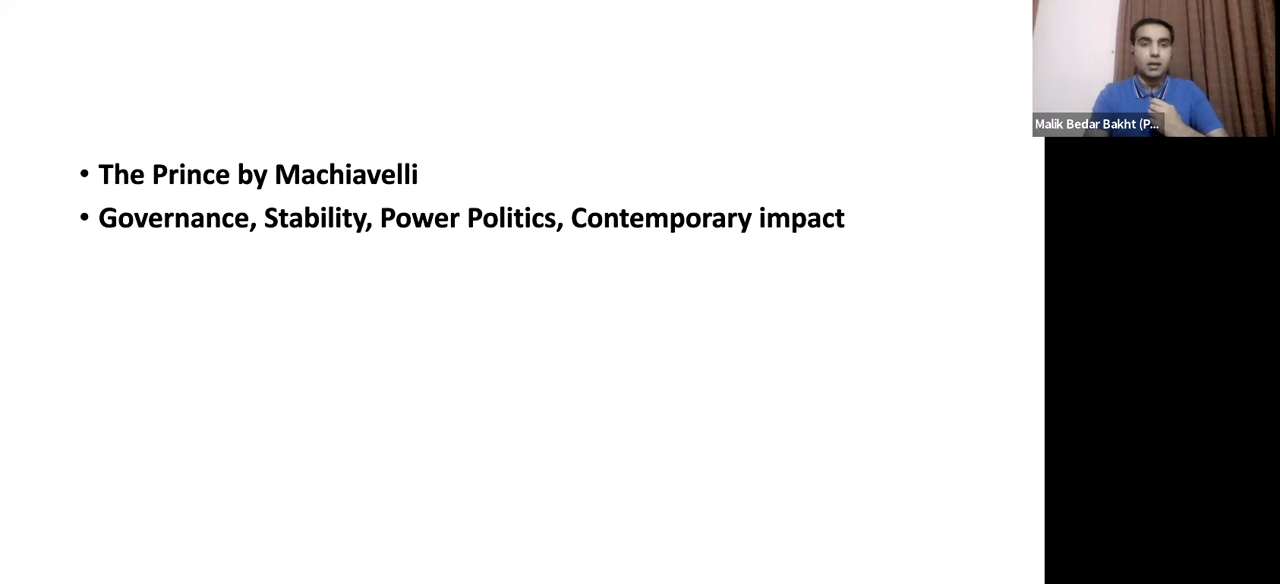 • The Prince by Machiavelli
• Governance, Stability, Power Politics, Contemporary impact
Malik Bedar Bakht (P...